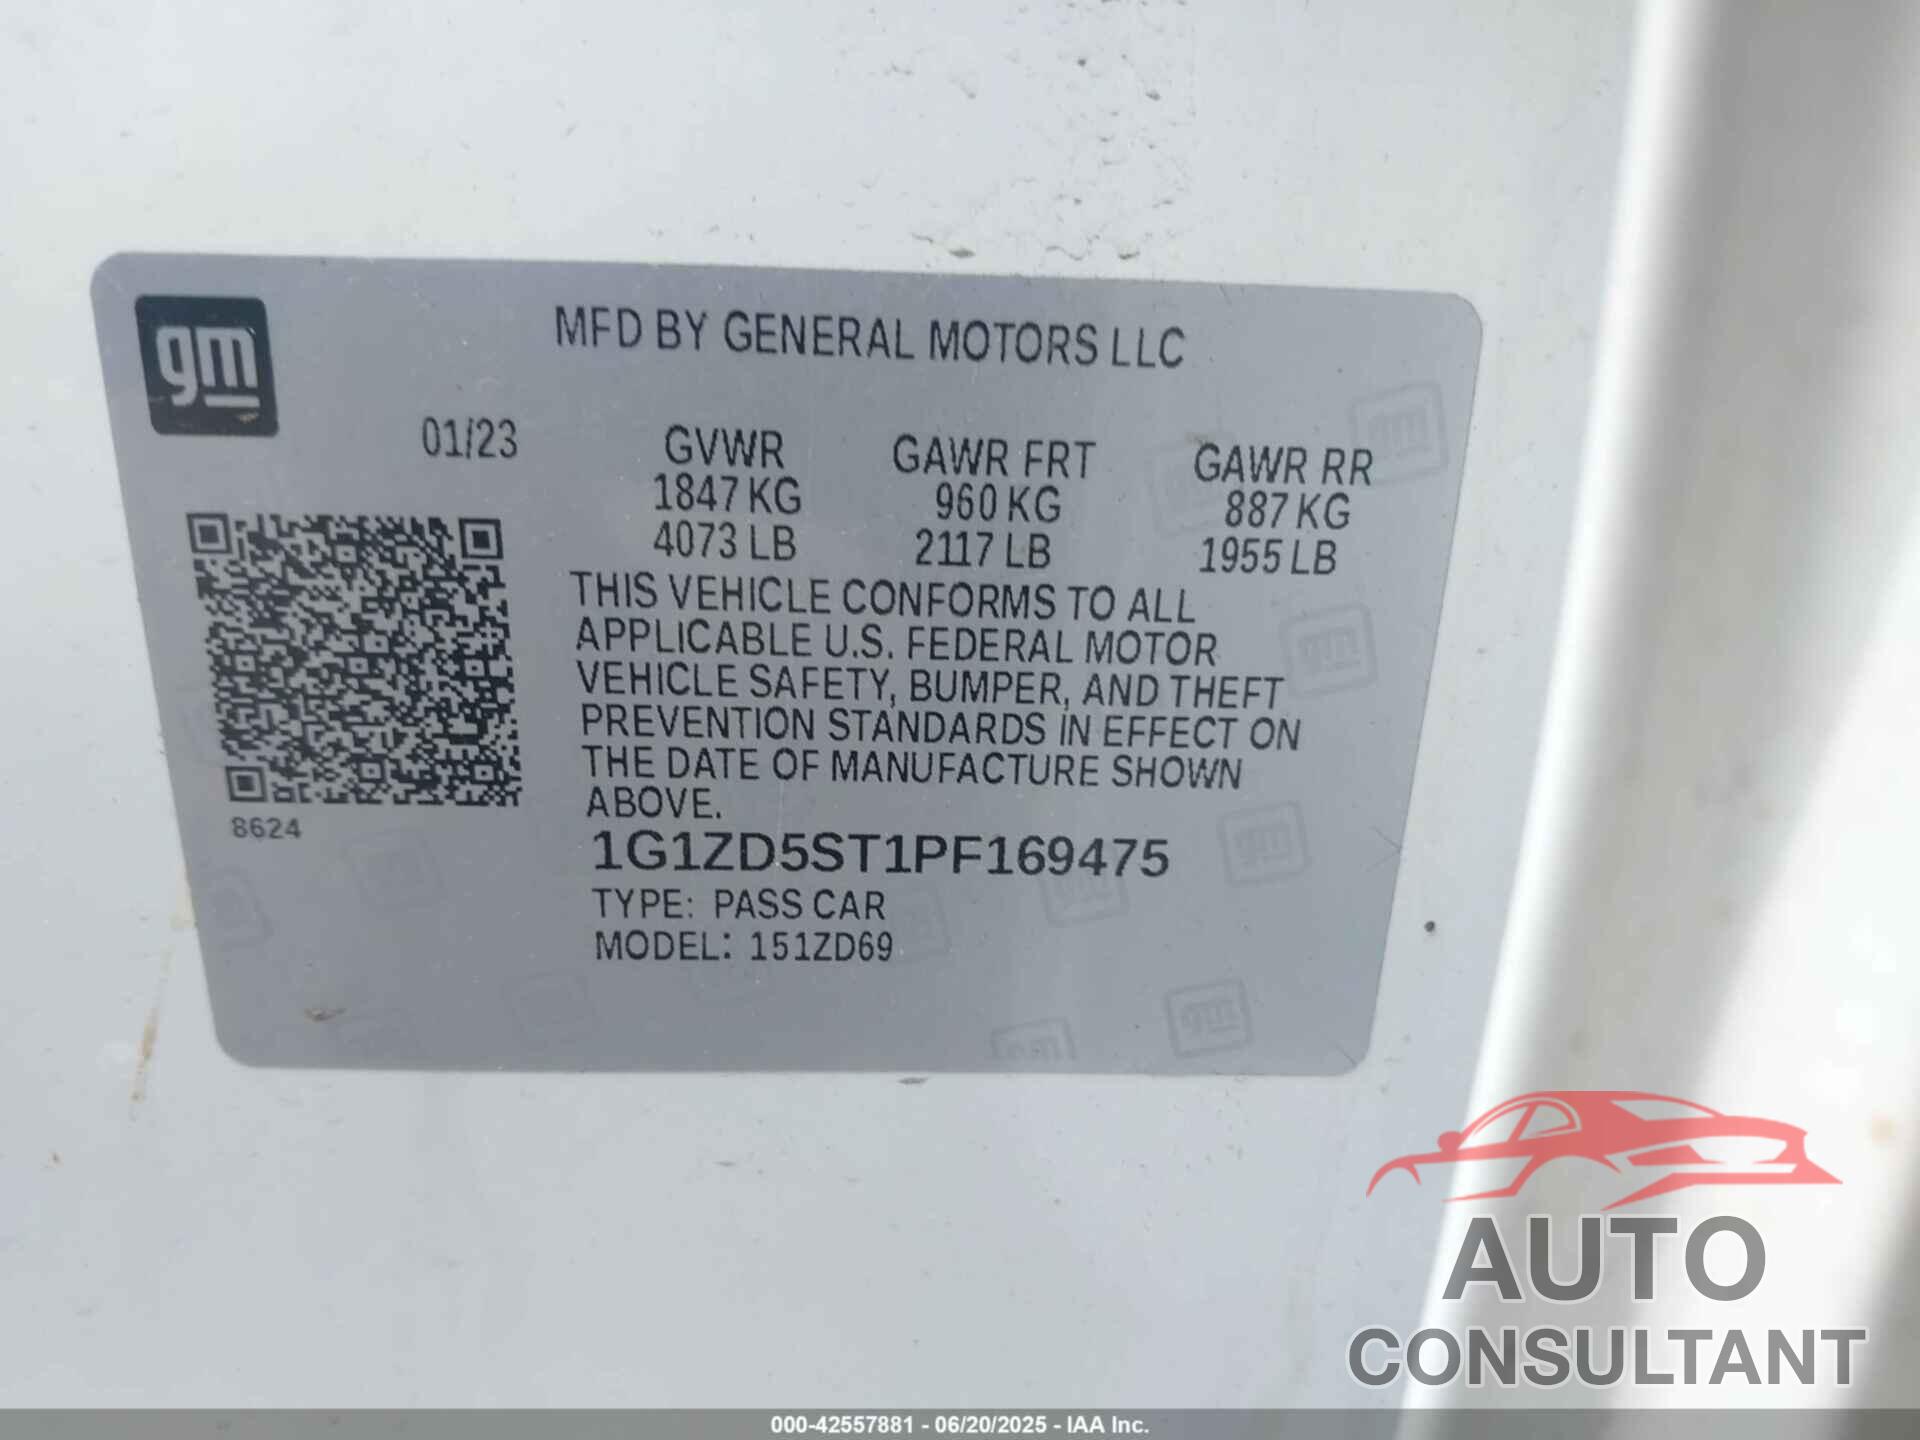 gm
MFD BY GENERAL MOTORS LLC
01/23
GVWR GAWR FRT GAWR RR
1847 KG 960 KG 887 KG
4073 LB 2117 LB 1955 LB
THIS VEHICLE CONFORMS TO ALL
APPLICABLE U.S. FEDERAL MOTOR
VEHICLE SAFETY, BUMPER, AND THEFT
PREVENTION STANDARDS IN EFFECT ON
THE DATE OF MANUFACTURE SHOWN
ABOVE.
8624
1G1ZD5ST1PF169475
TYPE: PASS CAR
MODEL: 151ZD69
AUTO
CONSULTANT
000-42557881 - 06/20/2025 - IAA Inc.